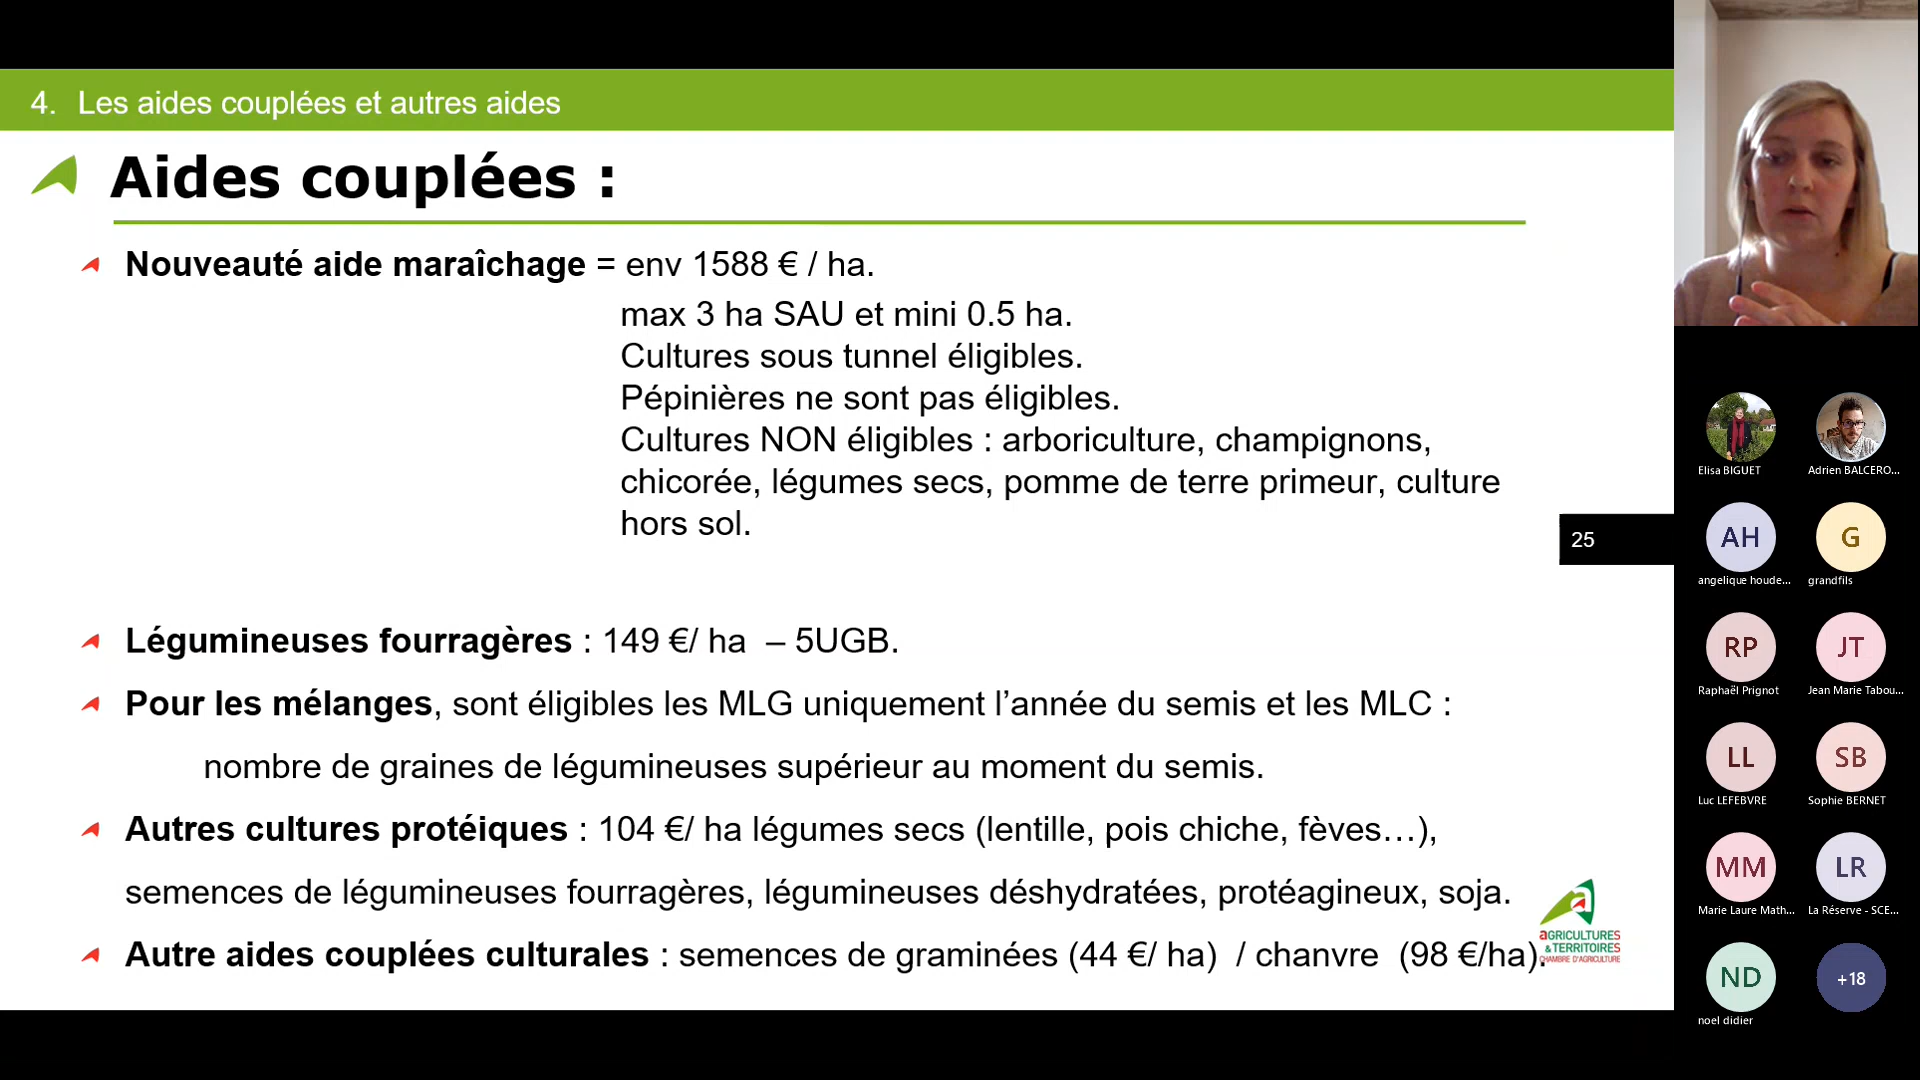 4. Les aides couplées et autres aides
Aides couplées :
Nouveauté aide maraîchage = env 1588 € / ha.
max 3 ha SAU et mini 0.5 ha.
Cultures sous tunnel éligibles.
Pépinières ne sont pas éligibles.
Cultures NON éligibles : arboriculture, champignons,
chicorée, légumes secs, pomme de terre primeur, culture
hors sol.
25
Légumineuses fourragères : 149 €/ ha – 5UGB.
Pour les mélanges, sont éligibles les MLG uniquement l’année du semis et les MLC :
nombre de graines de légumineuses supérieur au moment du semis.
Autres cultures protéiques : 104 €/ ha légumes secs (lentille, pois chiche, fèves…),
semences de légumineuses fourragères, légumineuses déshydratées, protéagineux, soja.
Autre aides couplées culturales : semences de graminées (44 €/ ha) / chanvre (98 €/ha).
a
AGRICULTURES
& TERRITOIRES
CHAMBRE D'AGRICULTURE
Elisa BIGUET
Adrien BALCERO...
AH
angelique houde...
G
grandfils
RP
Raphaël Prignot
JT
Jean Marie Tabou...
LL
Luc LEFEBVRE
SB
Sophie BERNET
MM
Marie Laure Math...
LR
La Réserve - SCE...
ND
noel didier
+18